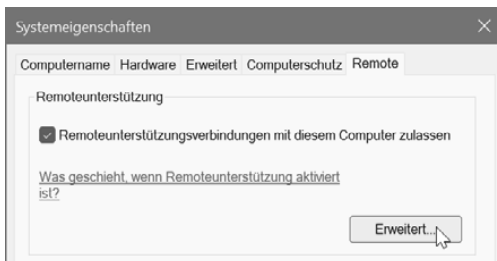 Systemeigenschaften
Computername Hardware Erweitert Computerschutz Remote
Remoteunterstützung
Remoteunterstützungsverbindungen mit diesem Computer zulassen
Was geschieht, wenn Remoteunterstützung aktiviert
ist?
Erweitert...